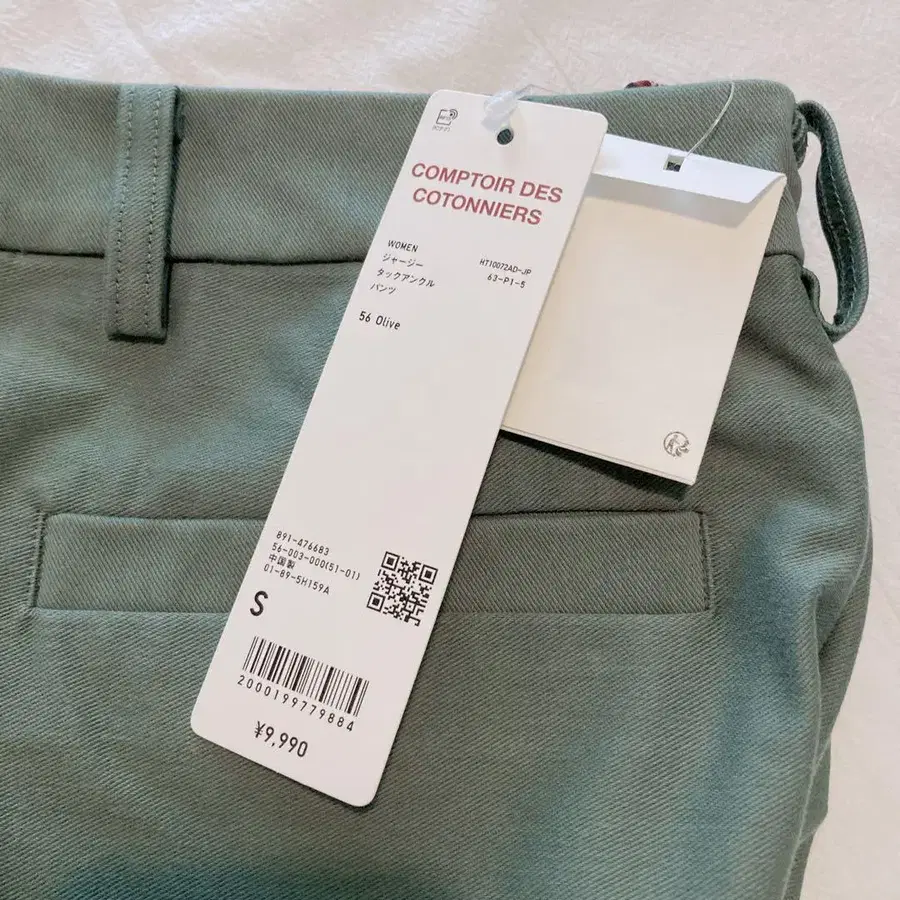 COMPTOIR DES
COTONNIERS
WOMEN
ジャージー
タックアンクル
パンツ
HT10072AD-JP
63-P1-5
56 Olive
891-476683
56-003-000(51-01)
中国製
01-89-5H159A
S
2000199779884
¥9,990